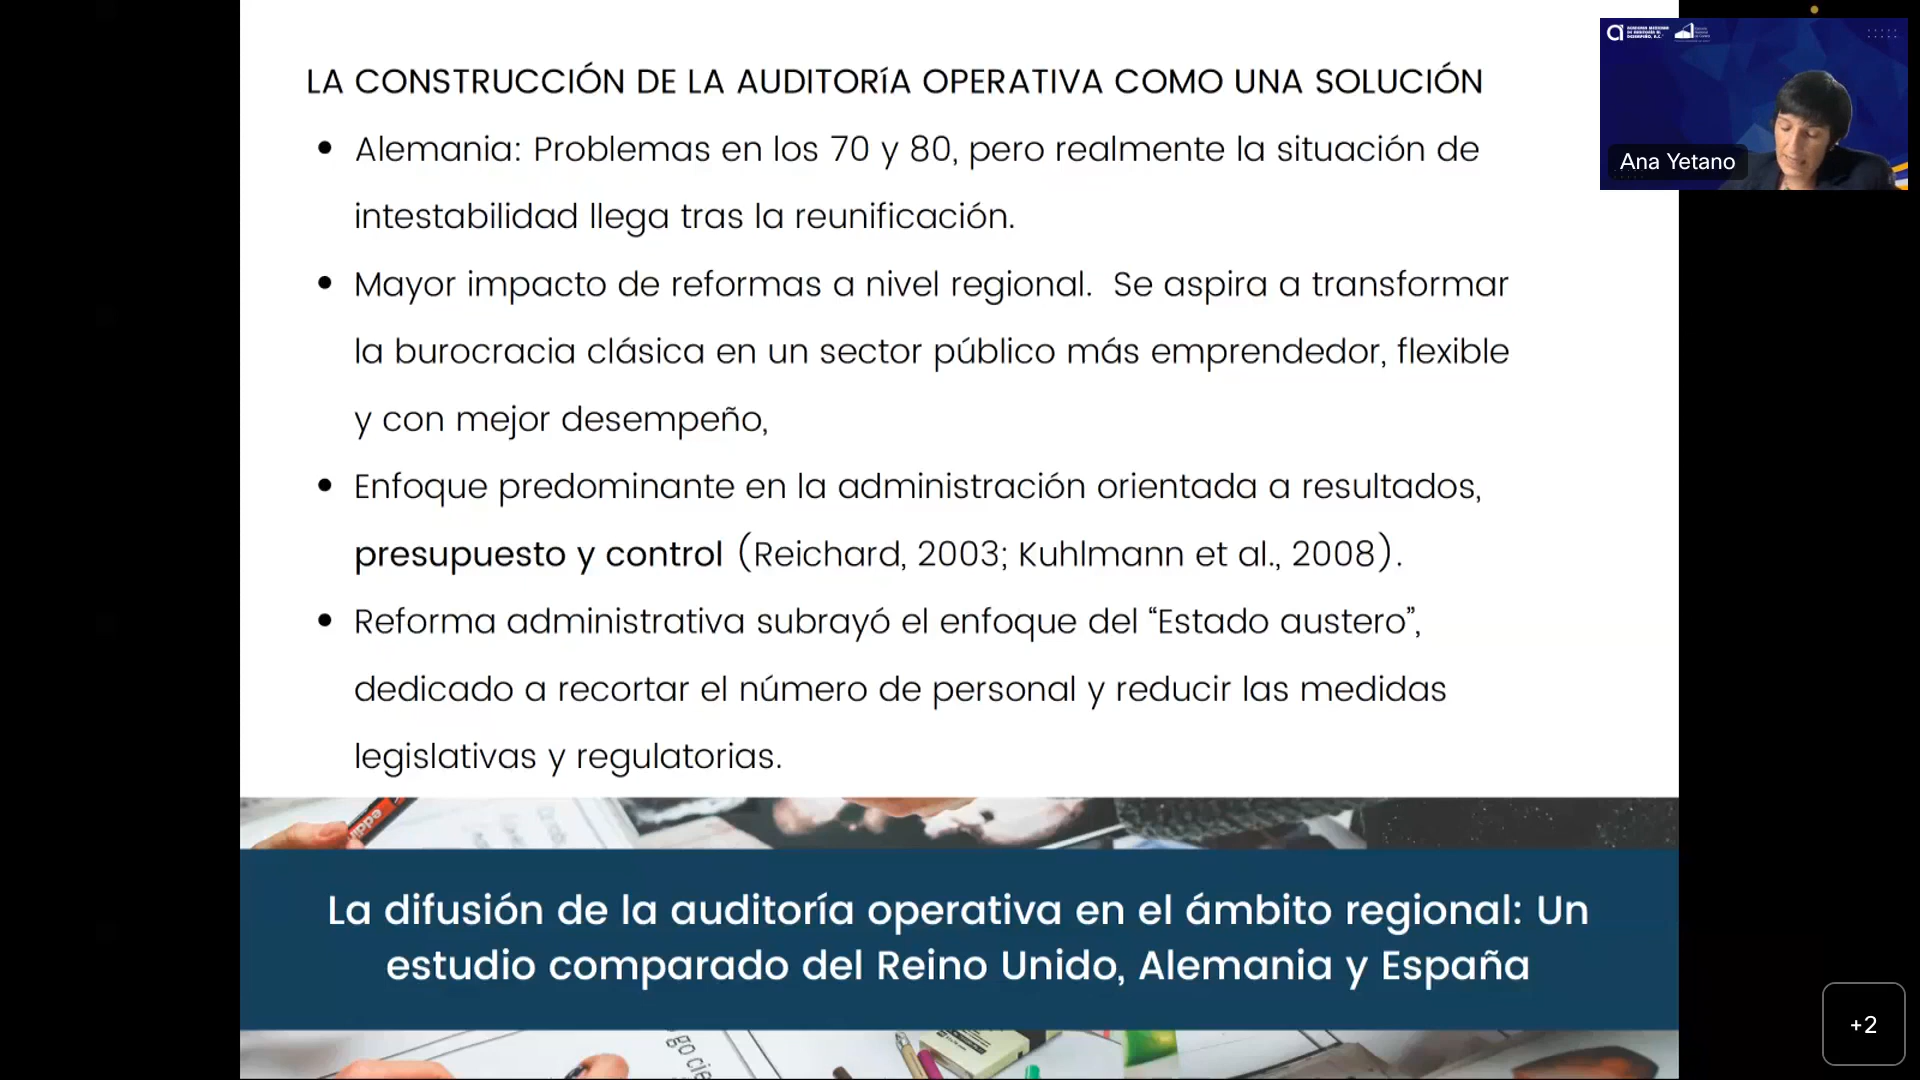 LA CONSTRUCCIÓN DE LA AUDITORíA OPERATIVA COMO UNA SOLUCIÓN
• Alemania: Problemas en los 70 y 80, pero realmente la situación de
intestabilidad llega tras la reunificación.
• Mayor impacto de reformas a nivel regional.  Se aspira a transformar
la burocracia clásica en un sector público más emprendedor, flexible
y con mejor desempeño,
• Enfoque predominante en la administración orientada a resultados,
presupuesto y control (Reichard, 2003; Kuhlmann et al., 2008).
• Reforma administrativa subrayó el enfoque del “Estado austero”,
dedicado a recortar el número de personal y reducir las medidas
legislativas y regulatorias.
La difusión de la auditoría operativa en el ámbito regional: Un
estudio comparado del Reino Unido, Alemania y España
Ana Yetano
+2